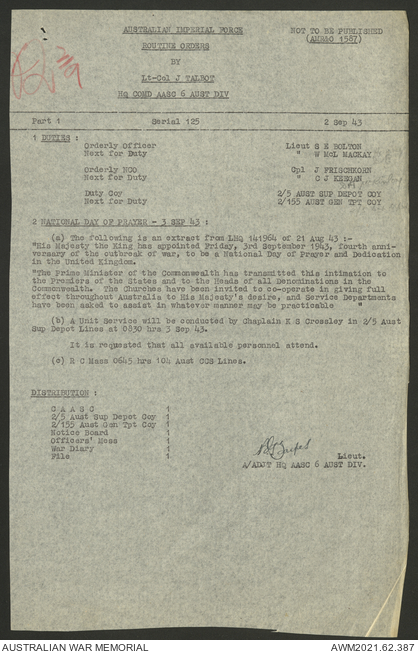 AUSTRALIAN IMPERIAL FORCE NOT TO BE PUBLISHED
ROUTINE ORDERS (AMR&O 1587)
BY
Lt-Col J TALBOT
HQ COMD AASC 6 AUST DIV
Part 1 Serial 125 2 Sep 43
1 DUTIES :
Orderly Officer Lieut S E BOLTON
Next for Duty " W McL MACKAY
Orderly NCO Cpl J FRISCHKORN
Next for Duty " C J KEEGAN
Duty Coy 2/5 AUST SUP DEPOT COY
Next for Duty 2/155 AUST GEN TPT COY
2 NATIONAL DAY OF PRAYER - 3 SEP 43 :
(a) The following is an extract from LHQ 141964 of 21 Aug 43 :-
"His Majesty the King has appointed Friday, 3rd September 1943, fourth anni-
versary of the outbreak of war, to be a National Day of Prayer and Dedication
in the United Kingdom.
"The Prime Minister of the Commonwealth has transmitted this intimation to
the Premiers of the States and to the Heads of all Denominations in the
Commonwealth. The Churches have been invited to co-operate in giving full
effect throughout Australia to His Majesty's desire, and Service Departments
have been asked to assist in whatever manner may be practicable "
(b) A Unit Service will be conducted by Chaplain K S Crossley in 2/5 Aust
Sup Depot Lines at 0830 hrs 3 Sep 43.
It is requested that all available personnel attend.
(c) R C Mass 0645 hrs 104 Aust CCS Lines.
DISTRIBUTION :
C A A S C 1
2/5 Aust Sup Depot Coy 1
2/155 Aust Gen Tpt Coy 1
Notice Board 1
Officers' Mess 1
War Diary 1
File 1
Lieut.
A/ADJT HQ AASC 6 AUST DIV.
AUSTRALIAN WAR MEMORIAL AWM2021.62.387